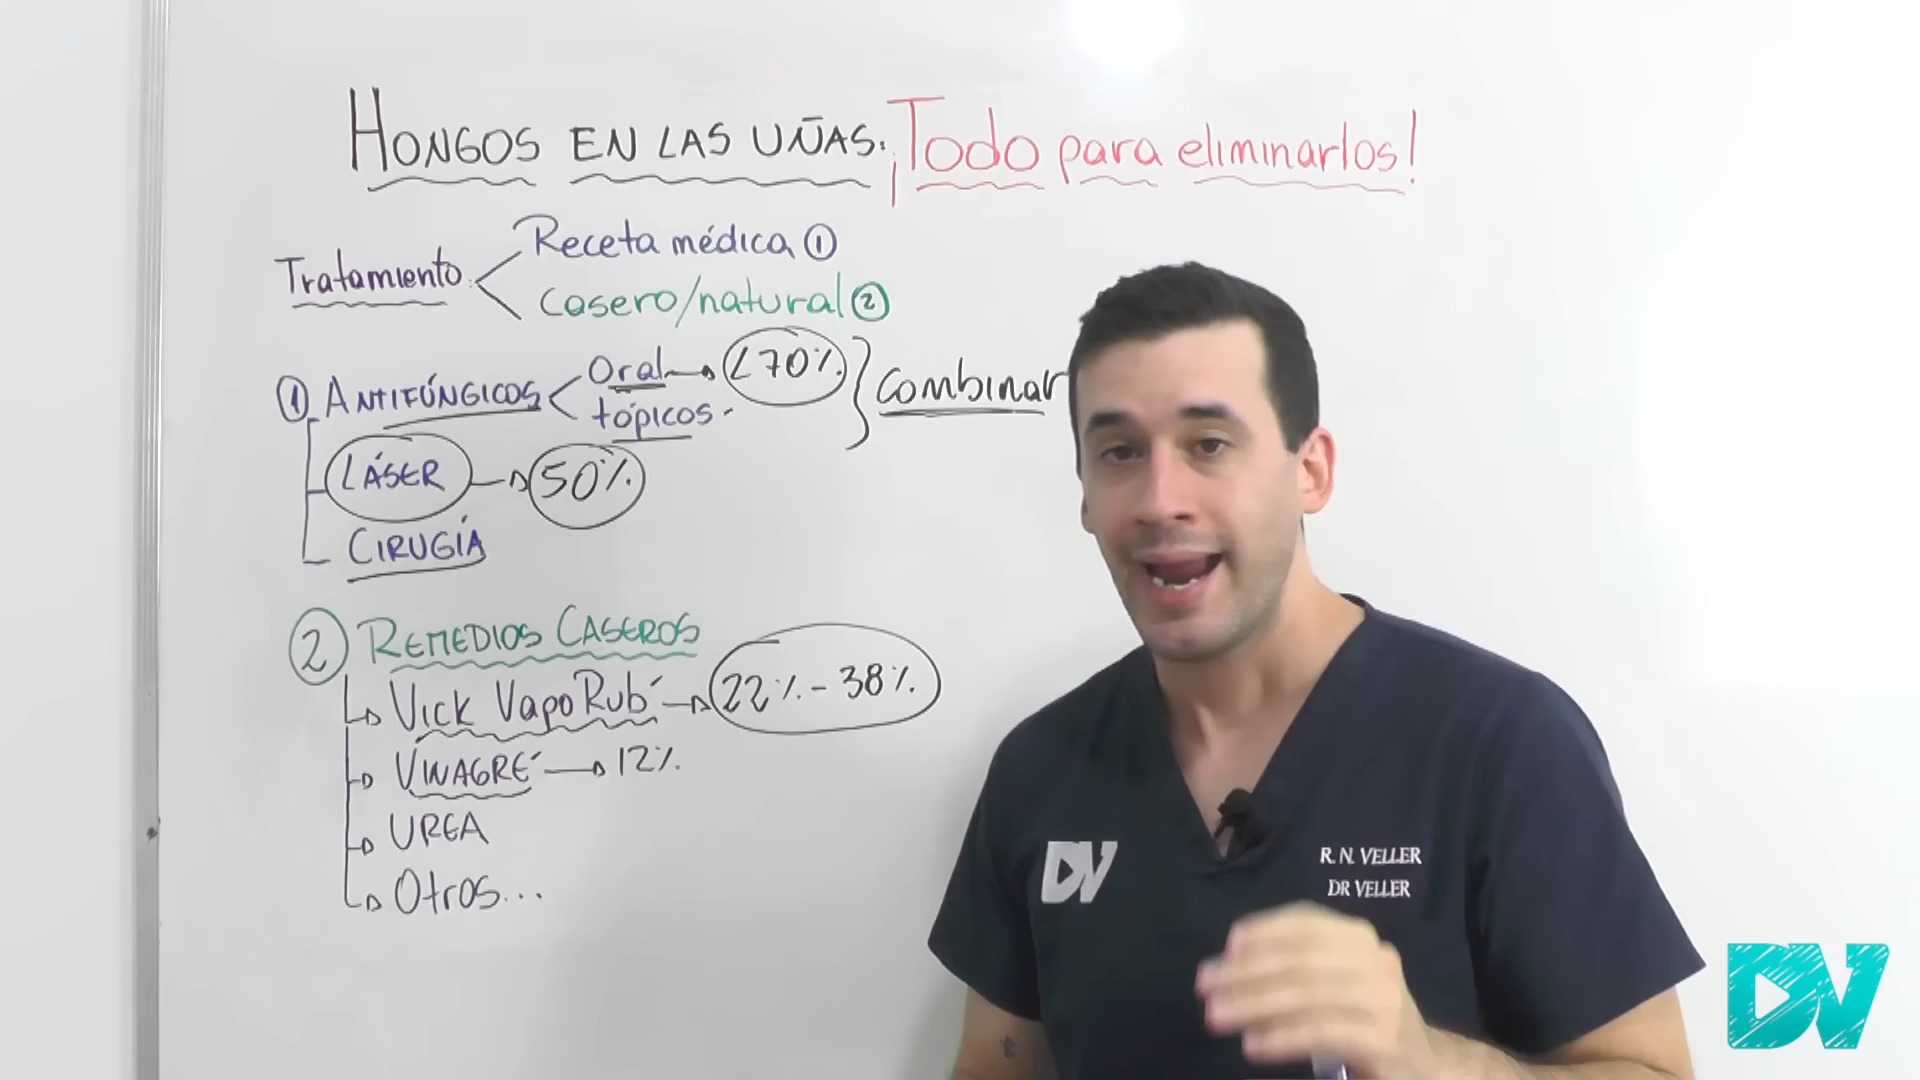 HONGOS EN LAS UÑAS: ¡Todo para eliminarlos!
Tratamiento: Receta médica ①
Casero/natural ②
① ANTIFÚNGICOS Oral → <70% } Combinar
tópicos
LÁSER → 50%
CIRUGÍA
② REMEDIOS CASEROS
VICK VAPORUB → 22% - 38%
VINAGRE → 12%
UREA
Otros...
R. N. VELLER
DR VELLER
DV
DV